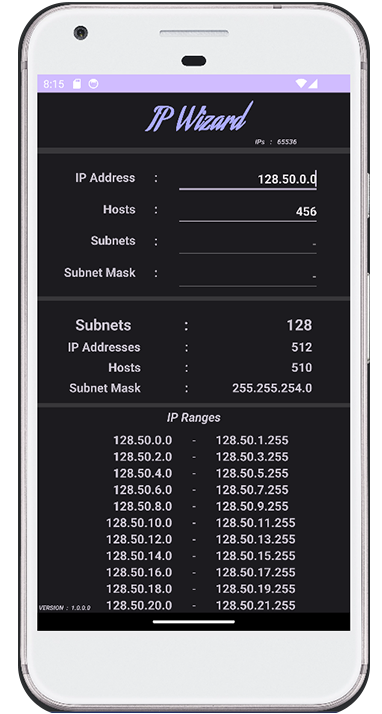 8:15
IP Wizard
IPs : 65536
IP Address : 128.50.0.0
Hosts : 456
Subnets : -
Subnet Mask : -
Subnets : 128
IP Addresses : 512
Hosts : 510
Subnet Mask : 255.255.254.0
IP Ranges
128.50.0.0 - 128.50.1.255
128.50.2.0 - 128.50.3.255
128.50.4.0 - 128.50.5.255
128.50.6.0 - 128.50.7.255
128.50.8.0 - 128.50.9.255
128.50.10.0 - 128.50.11.255
128.50.12.0 - 128.50.13.255
128.50.14.0 - 128.50.15.255
128.50.16.0 - 128.50.17.255
128.50.18.0 - 128.50.19.255
VERSION : 1.0.0.0 128.50.20.0 - 128.50.21.255